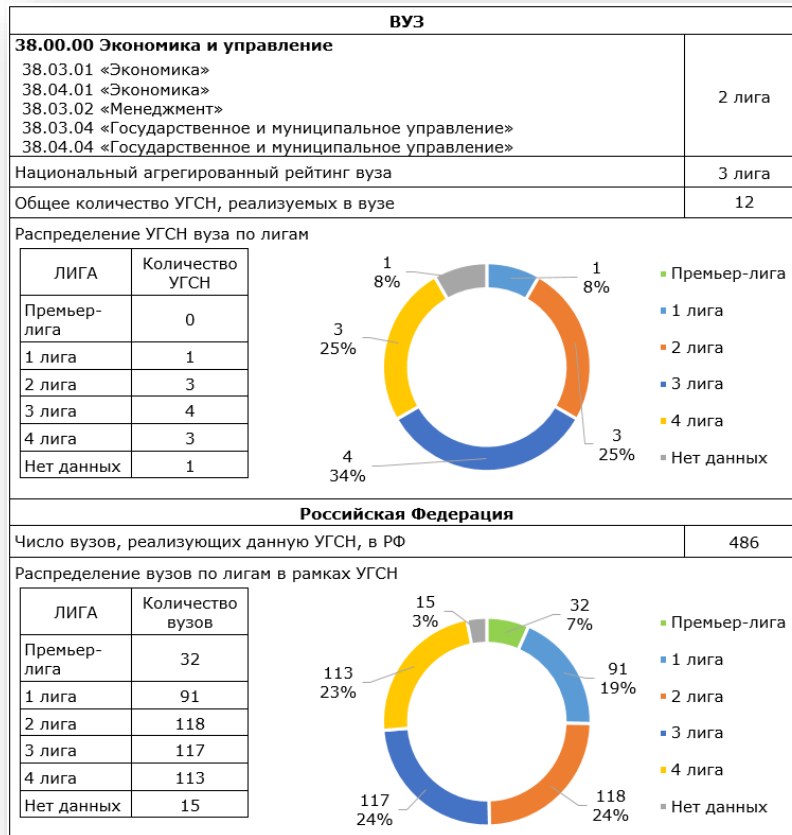 ВУЗ
38.00.00 Экономика и управление
38.03.01 «Экономика»
38.04.01 «Экономика»
38.03.02 «Менеджмент»
38.03.04 «Государственное и муниципальное управление»
38.04.04 «Государственное и муниципальное управление»
2 лига
Национальный агрегированный рейтинг вуза 3 лига
Общее количество УГСН, реализуемых в вузе 12
Распределение УГСН вуза по лигам
ЛИГА Количество
УГСН
Премьер-
лига 0
1 лига 1
2 лига 3
3 лига 4
4 лига 3
Нет данных 1
1
8%
1
8%
3
25%
3
25%
4
34%
Премьер-лига
1 лига
2 лига
3 лига
4 лига
Нет данных
Российская Федерация
Число вузов, реализующих данную УГСН, в РФ 486
Распределение вузов по лигам в рамках УГСН
ЛИГА Количество
вузов
Премьер-
лига 32
1 лига 91
2 лига 118
3 лига 117
4 лига 113
Нет данных 15
15
3%
32
7%
91
19%
113
23%
118
24%
117
24%
Премьер-лига
1 лига
2 лига
3 лига
4 лига
Нет данных